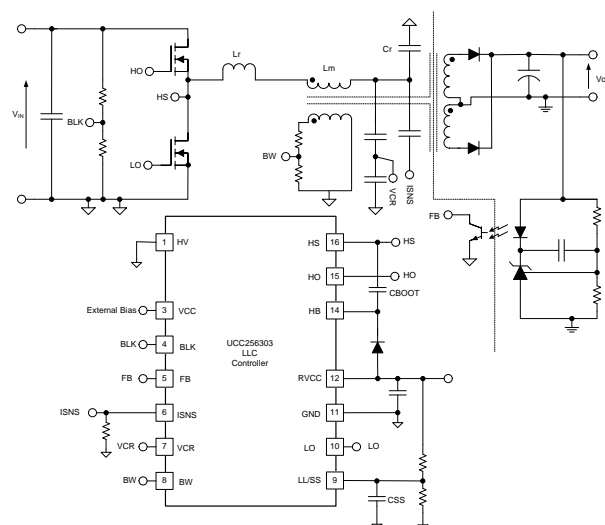 Lr
Cr
Lm
HO
HS
VIN
BLK
LO
BW
VCR
ISNS
FB
1
HV
HS
16
HS
HO
15
HO
CBOOT
External Bias
3
VCC
HB
14
UCC256303
LLC
Controller
BLK
4
BLK
FB
5
FB
RVCC
12
ISNS
6
ISNS
GND
11
VCR
7
VCR
LO
10
LO
BW
8
BW
LL/SS
9
CSS